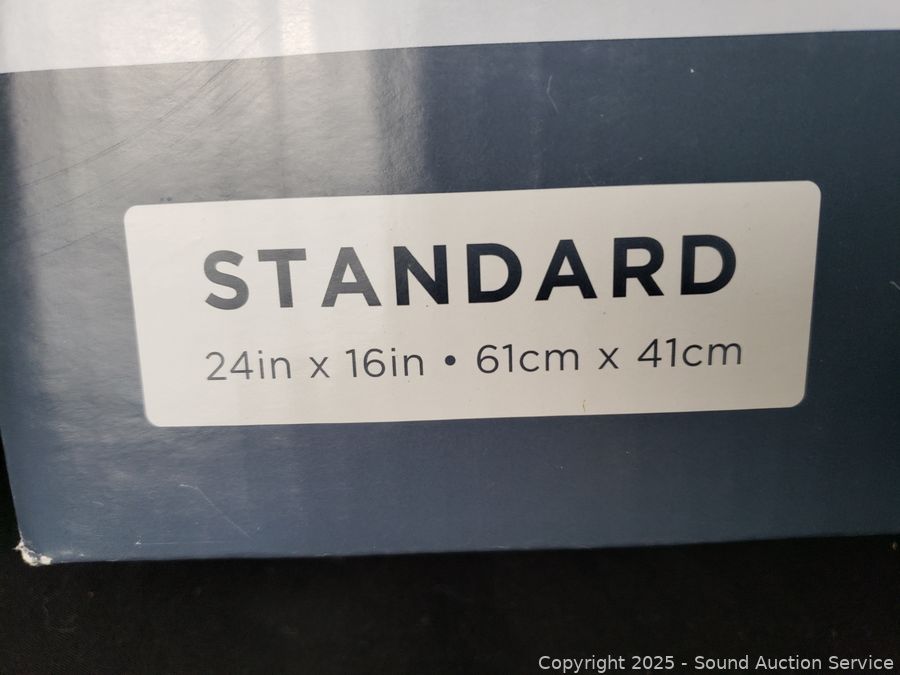 STANDARD
24in x 16in • 61cm x 41cm
Copyright 2025 - Sound Auction Service